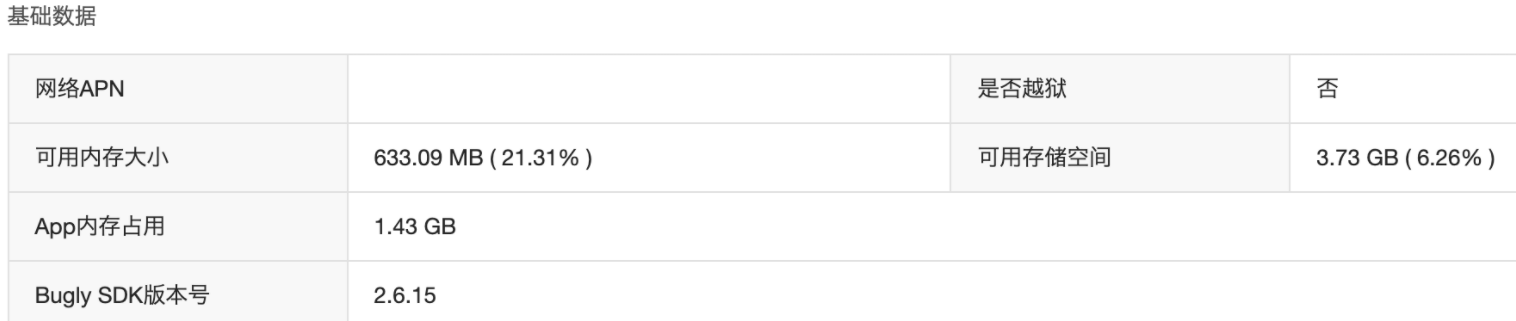 基础数据
网络APN 是否越狱 否
可用内存大小 633.09 MB ( 21.31% ) 可用存储空间 3.73 GB ( 6.26% )
App内存占用 1.43 GB
Bugly SDK版本号 2.6.15